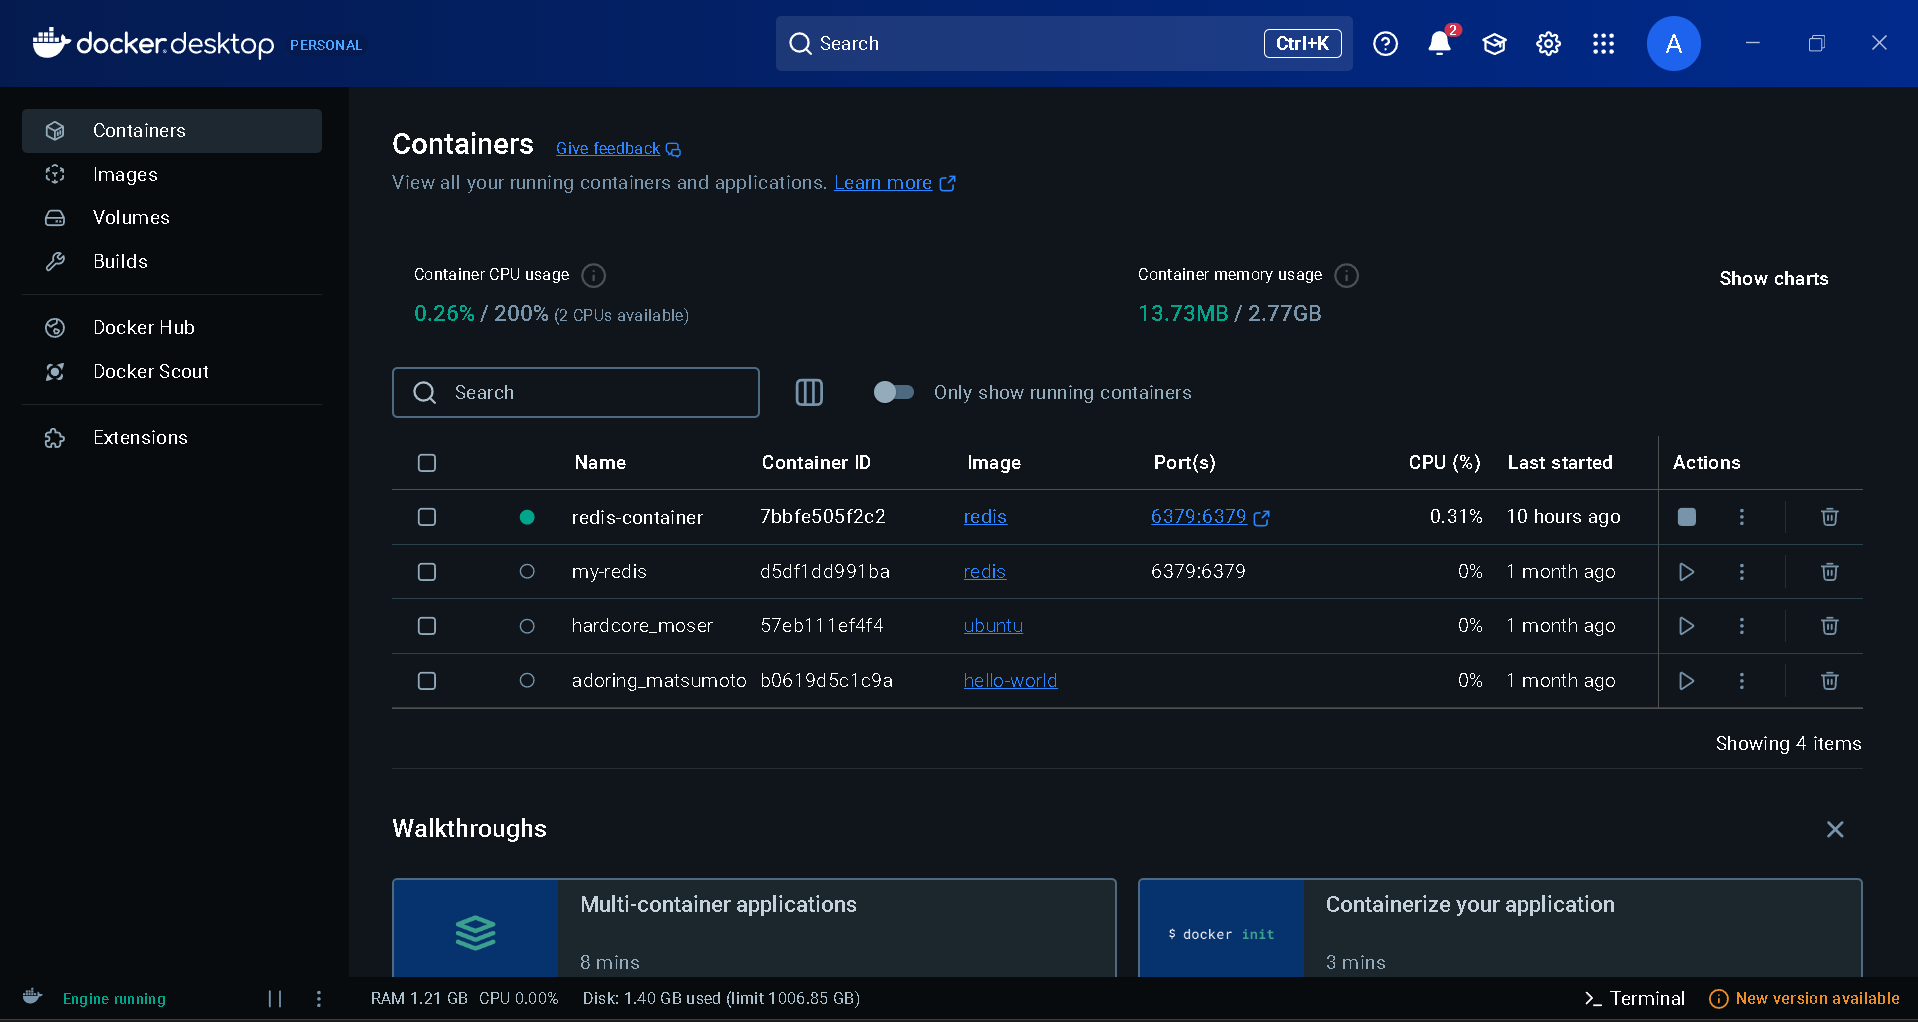 docker desktop PERSONAL
Search Ctrl+K
2
A
Containers
Images
Volumes
Builds
Docker Hub
Docker Scout
Extensions
Containers Give feedback
View all your running containers and applications. Learn more
Container CPU usage
0.26% / 200% (2 CPUs available)
Container memory usage
13.73MB / 2.77GB
Show charts
Search
Only show running containers
Name Container ID Image Port(s) CPU (%) Last started Actions
redis-container 7bbfe505f2c2 redis 6379:6379 0.31% 10 hours ago
my-redis d5df1dd991ba redis 6379:6379 0% 1 month ago
hardcore_moser 57eb111ef4f4 ubuntu 0% 1 month ago
adoring_matsumoto b0619d5c1c9a hello-world 0% 1 month ago
Showing 4 items
Walkthroughs
Multi-container applications
8 mins
$ docker init
Containerize your application
3 mins
Engine running
RAM 1.21 GB CPU 0.00% Disk: 1.40 GB used (limit 1006.85 GB)
Terminal
New version available